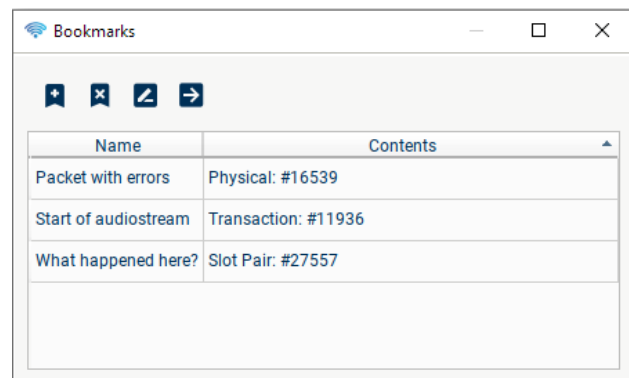 Bookmarks
Name Contents
Packet with errors Physical: #16539
Start of audiostream Transaction: #11936
What happened here? Slot Pair: #27557